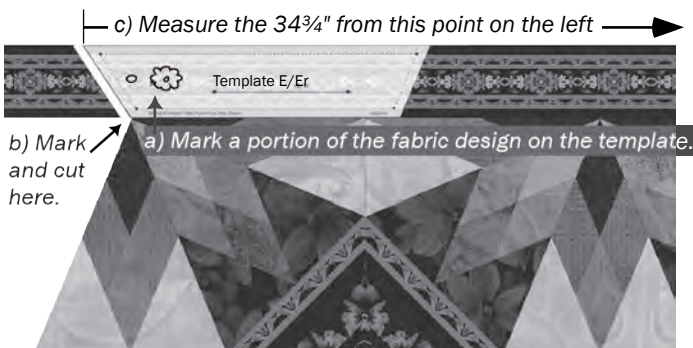 c) Measure the 34¾" from this point on the left
Template E/Er
b) Mark
and cut
here.
a) Mark a portion of the fabric design on the template.